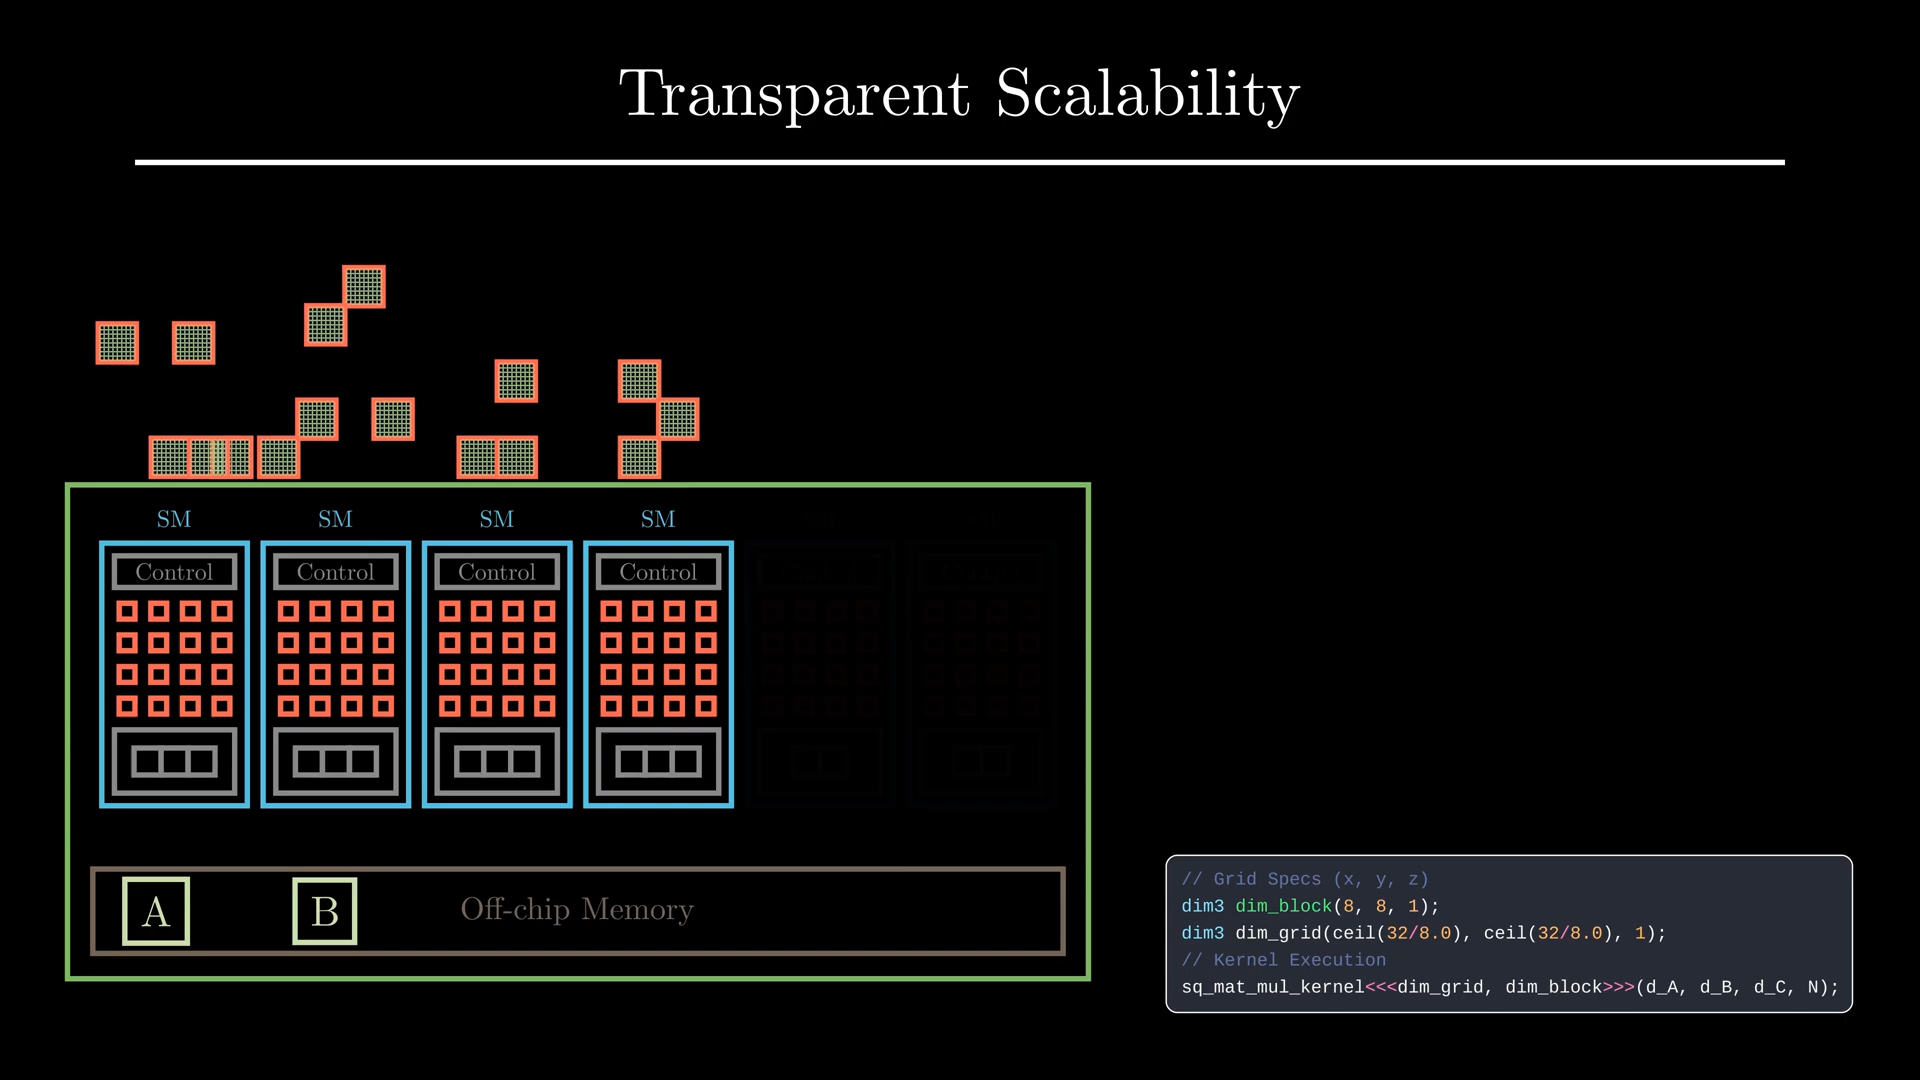 Transparent Scalability
SM SM SM SM
Control Control Control Control
A B Off-chip Memory
// Grid Specs (x, y, z)
dim3 dim_block(8, 8, 1);
dim3 dim_grid(ceil(32/8.0), ceil(32/8.0), 1);
// Kernel Execution
sq_mat_mul_kernel<<<dim_grid, dim_block>>>(d_A, d_B, d_C, N);